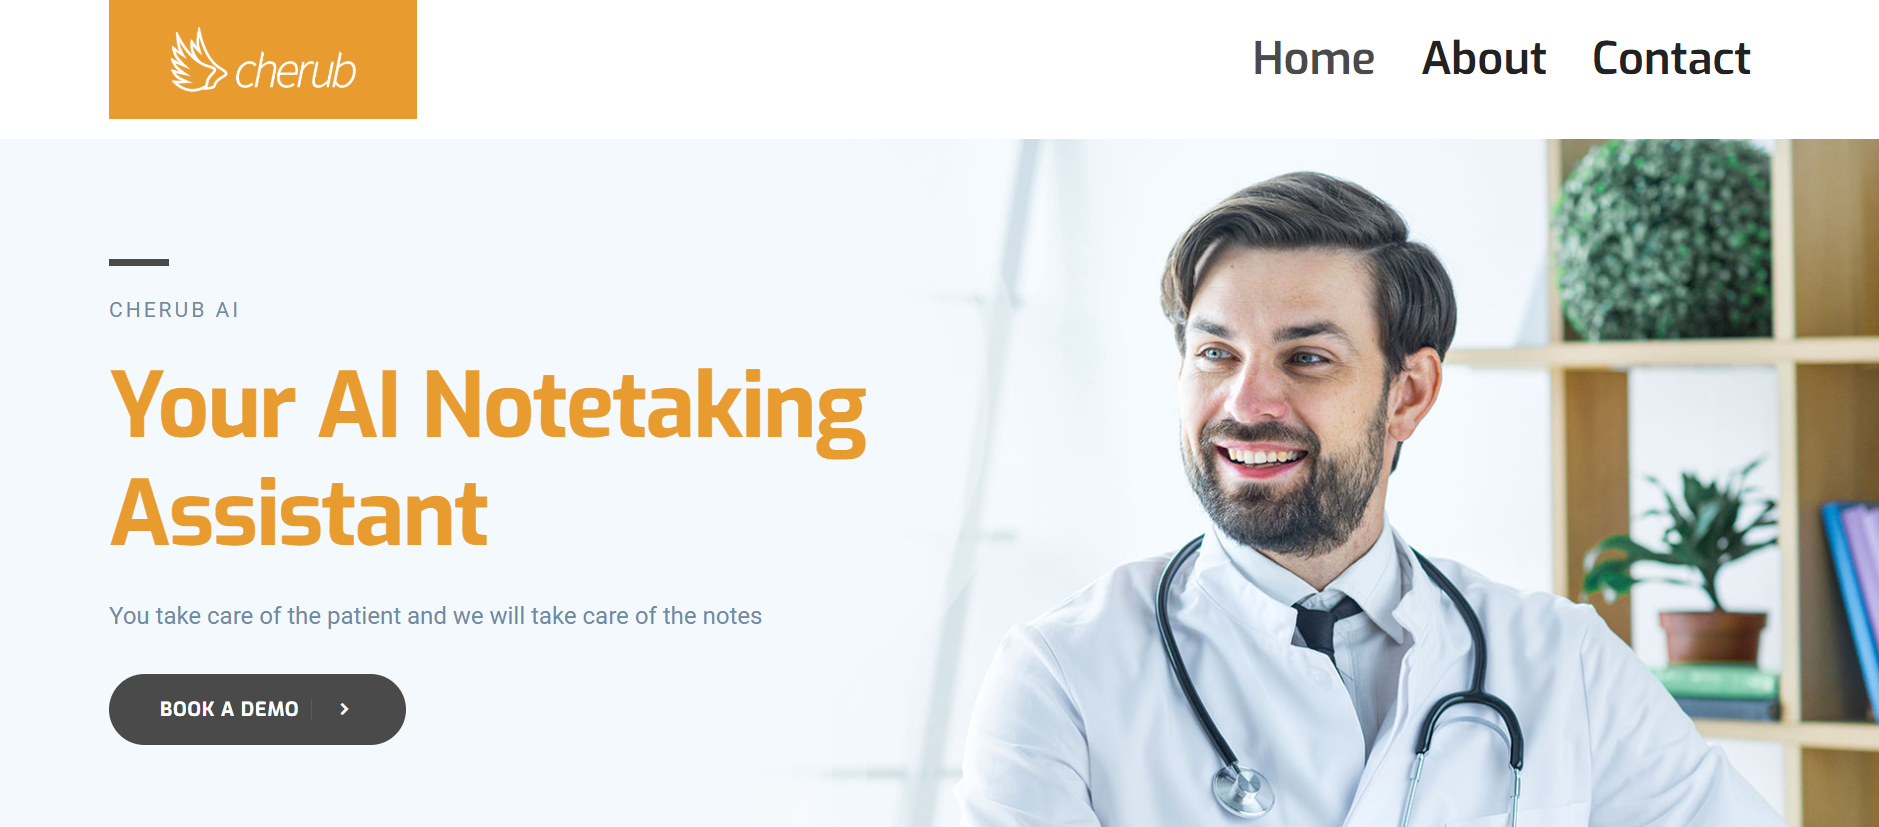 cherub
Home About Contact
CHERUB AI
Your AI Notetaking
Assistant
You take care of the patient and we will take care of the notes
BOOK A DEMO